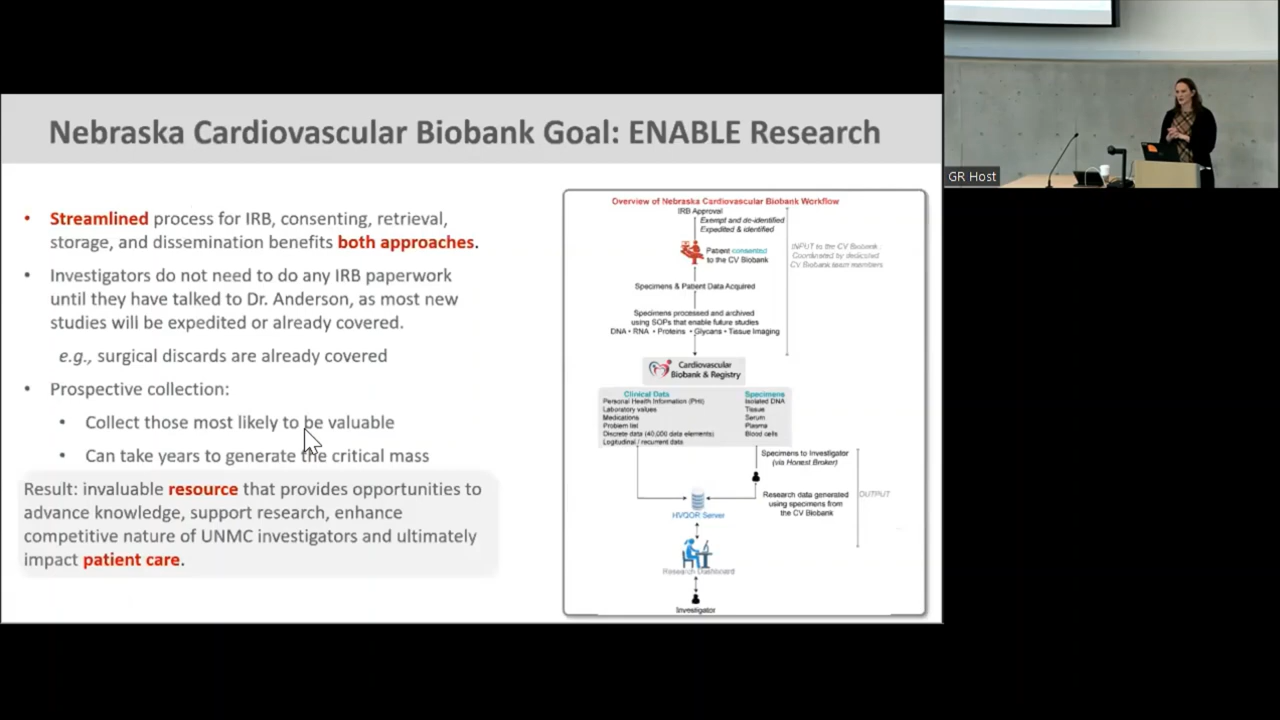 Nebraska Cardiovascular Biobank Goal: ENABLE Research
GR Host
• Streamlined process for IRB, consenting, retrieval,
storage, and dissemination benefits both approaches.
• Investigators do not need to do any IRB paperwork
until they have talked to Dr. Anderson, as most new
studies will be expedited or already covered.
e.g., surgical discards are already covered
• Prospective collection:
• Collect those most likely to be valuable
• Can take years to generate the critical mass
Result: invaluable resource that provides opportunities to
advance knowledge, support research, enhance
competitive nature of UNMC investigators and ultimately
impact patient care.
Overview of Nebraska Cardiovascular Biobank Workflow
IRB Approval
Exempt and de-identified
Expedited & identified
Patient consented
to the CV Biobank
INPUT to the CV Biobank
Coordinated by dedicated
CV Biobank team members
Specimens & Patient Data Acquired
Specimens processed and archived
using SOPs that enable future studies
DNA • RNA • Proteins • Glycans • Tissue Imaging
Cardiovascular
Biobank & Registry
Clinical Data
Personal Health Information (PHI)
Laboratory values
Medications
Problem list
Discrete data (40,000 data elements)
Logitudinal / recurrent data
Specimens
Isolated DNA
Tissue
Serum
Plasma
Blood cells
Specimens to Investigator
(via Honest Broker)
Research data generated
using specimens from
the CV Biobank
OUTPUT
HVQOR Server
Research Dashboard
Investigator